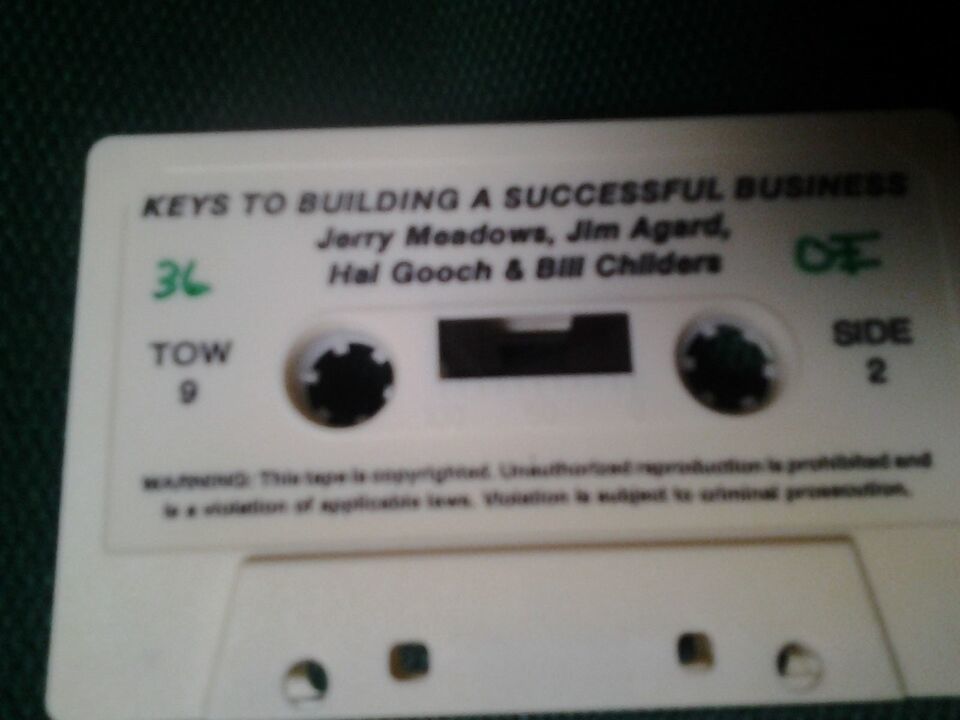 KEYS TO BUILDING A SUCCESSFUL BUSINESS
Jerry Meadows, Jim Agard,
Hal Gooch & Bill Childers
36
OE
TOW
9
SIDE
2
WARNING: This tape is copyrighted. Unauthorized reproduction is prohibited and
is a violation of applicable laws. Violation is subject to criminal prosecution.